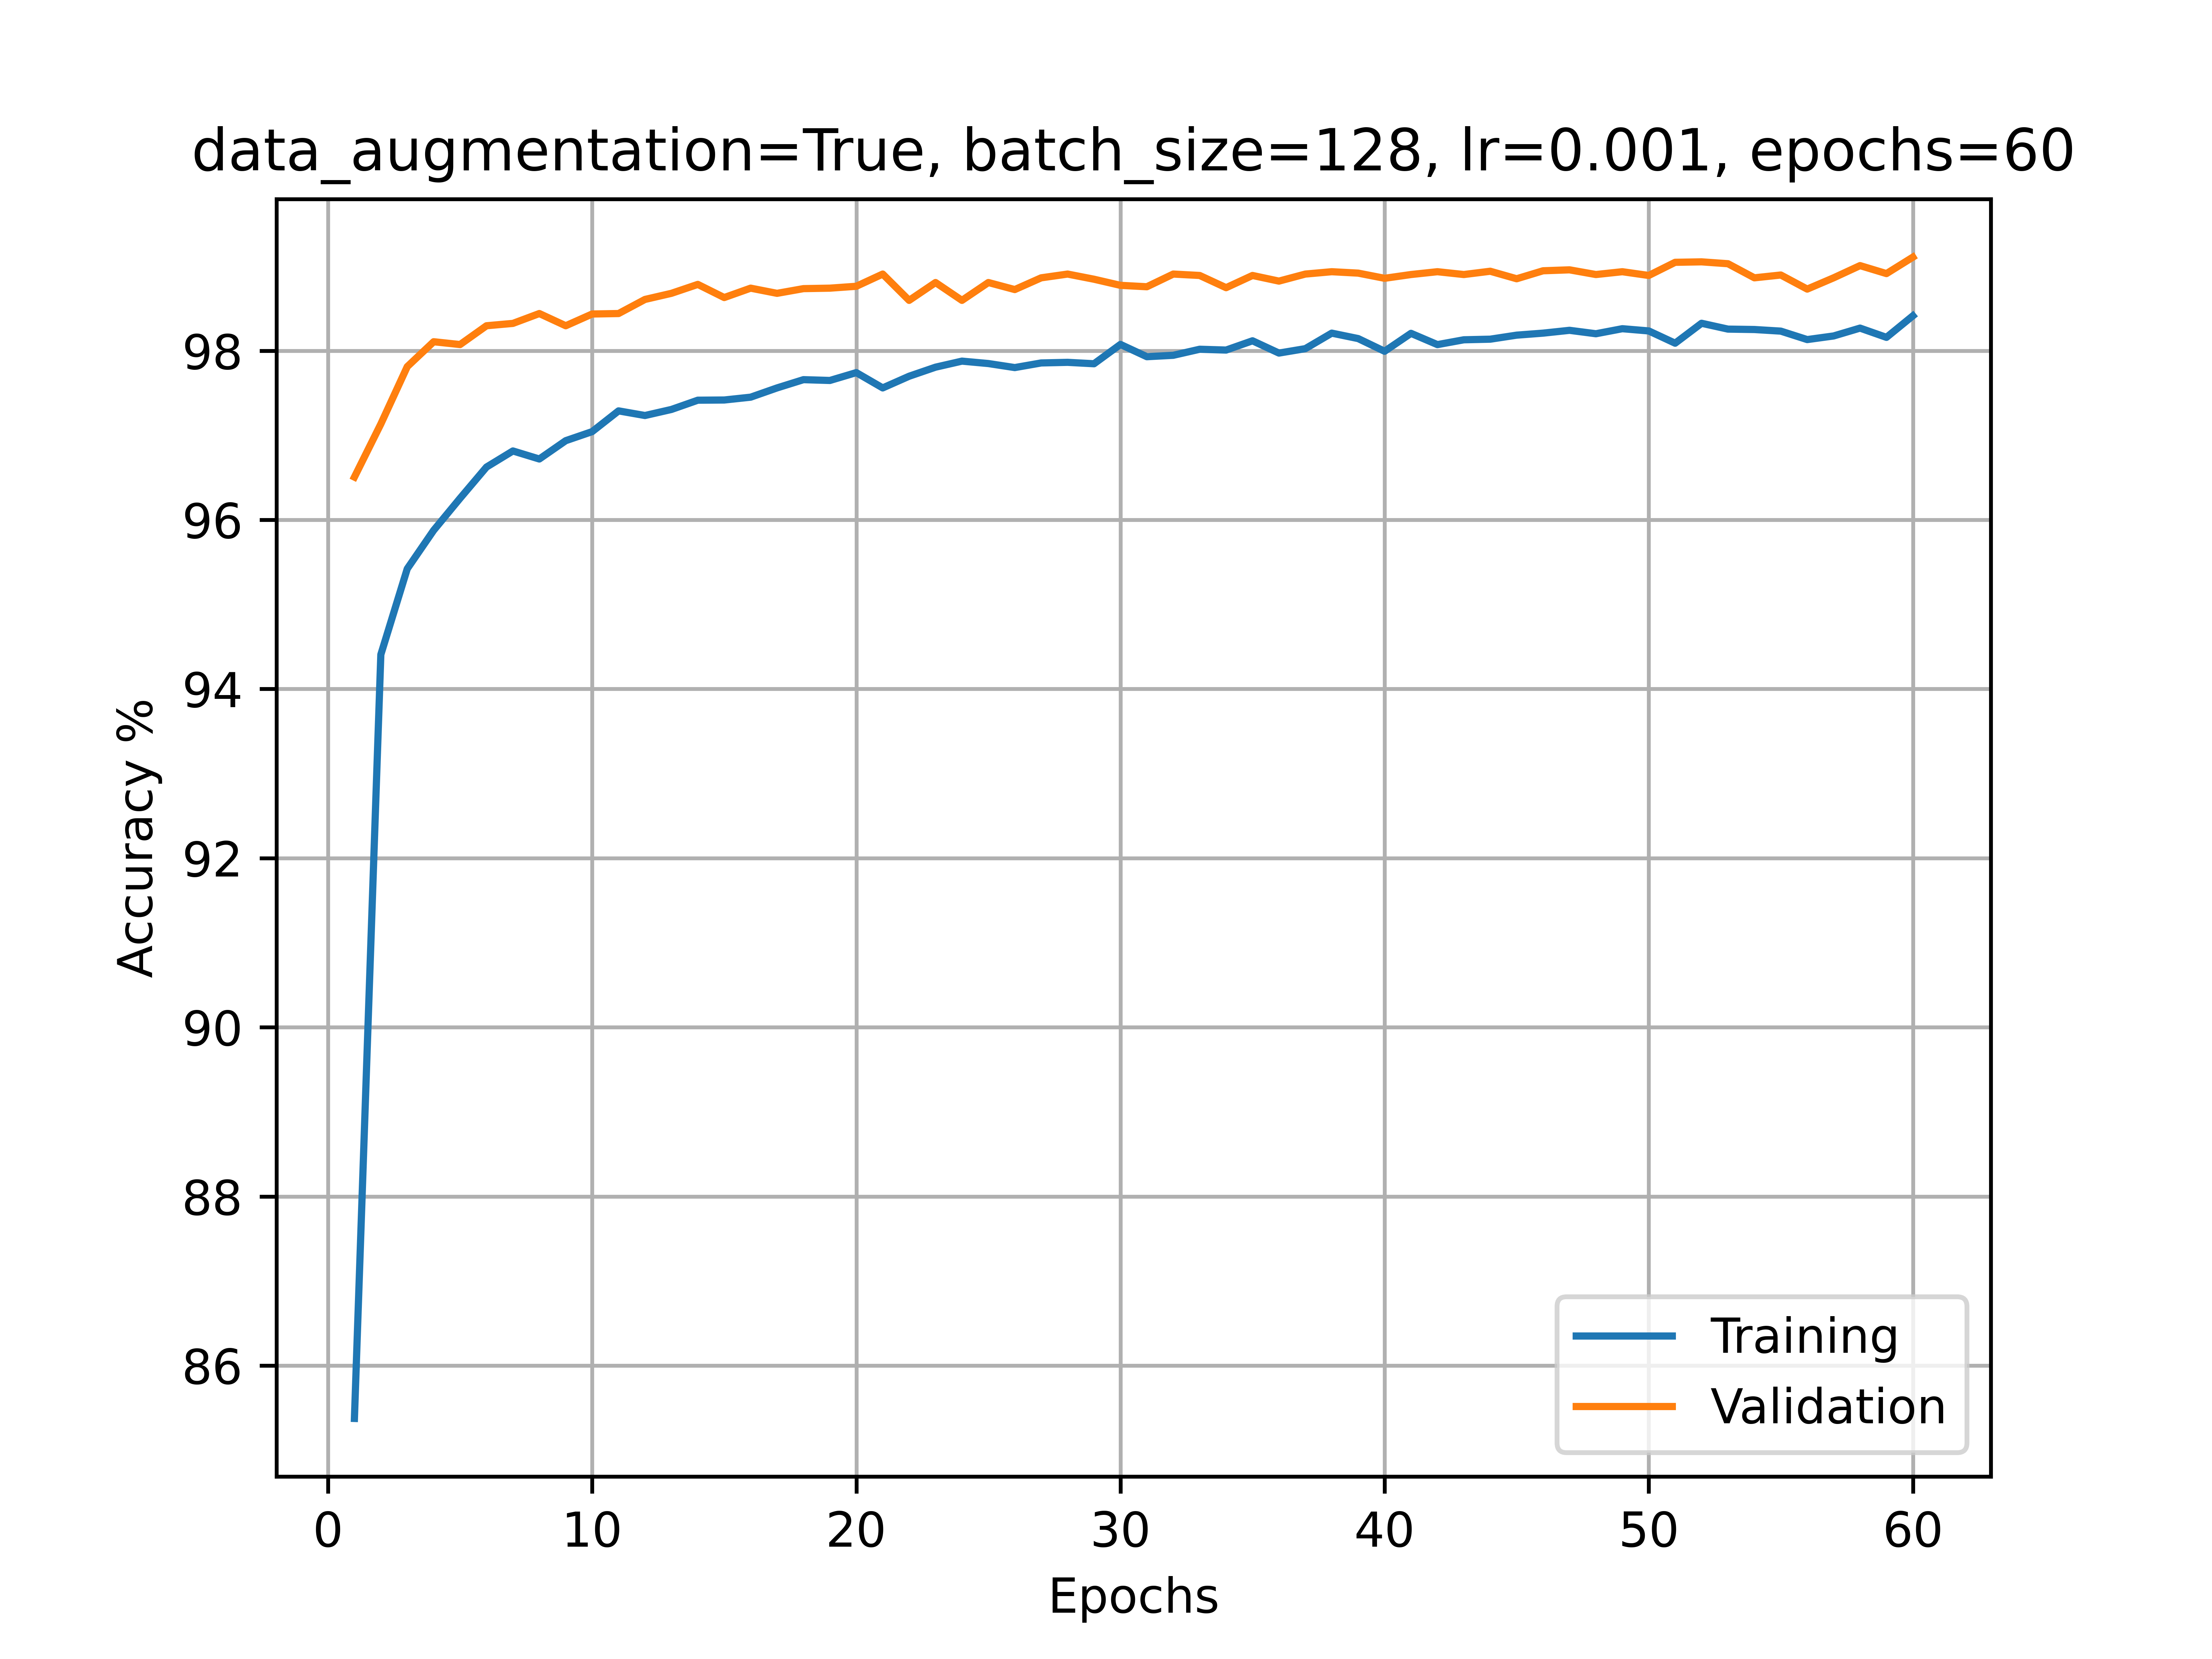 data_augmentation=True, batch_size=128, lr=0.001, epochs=60
98
96
94
92
90
88
86
Accuracy %
0 10 20 30 40 50 60
Epochs
Training
Validation